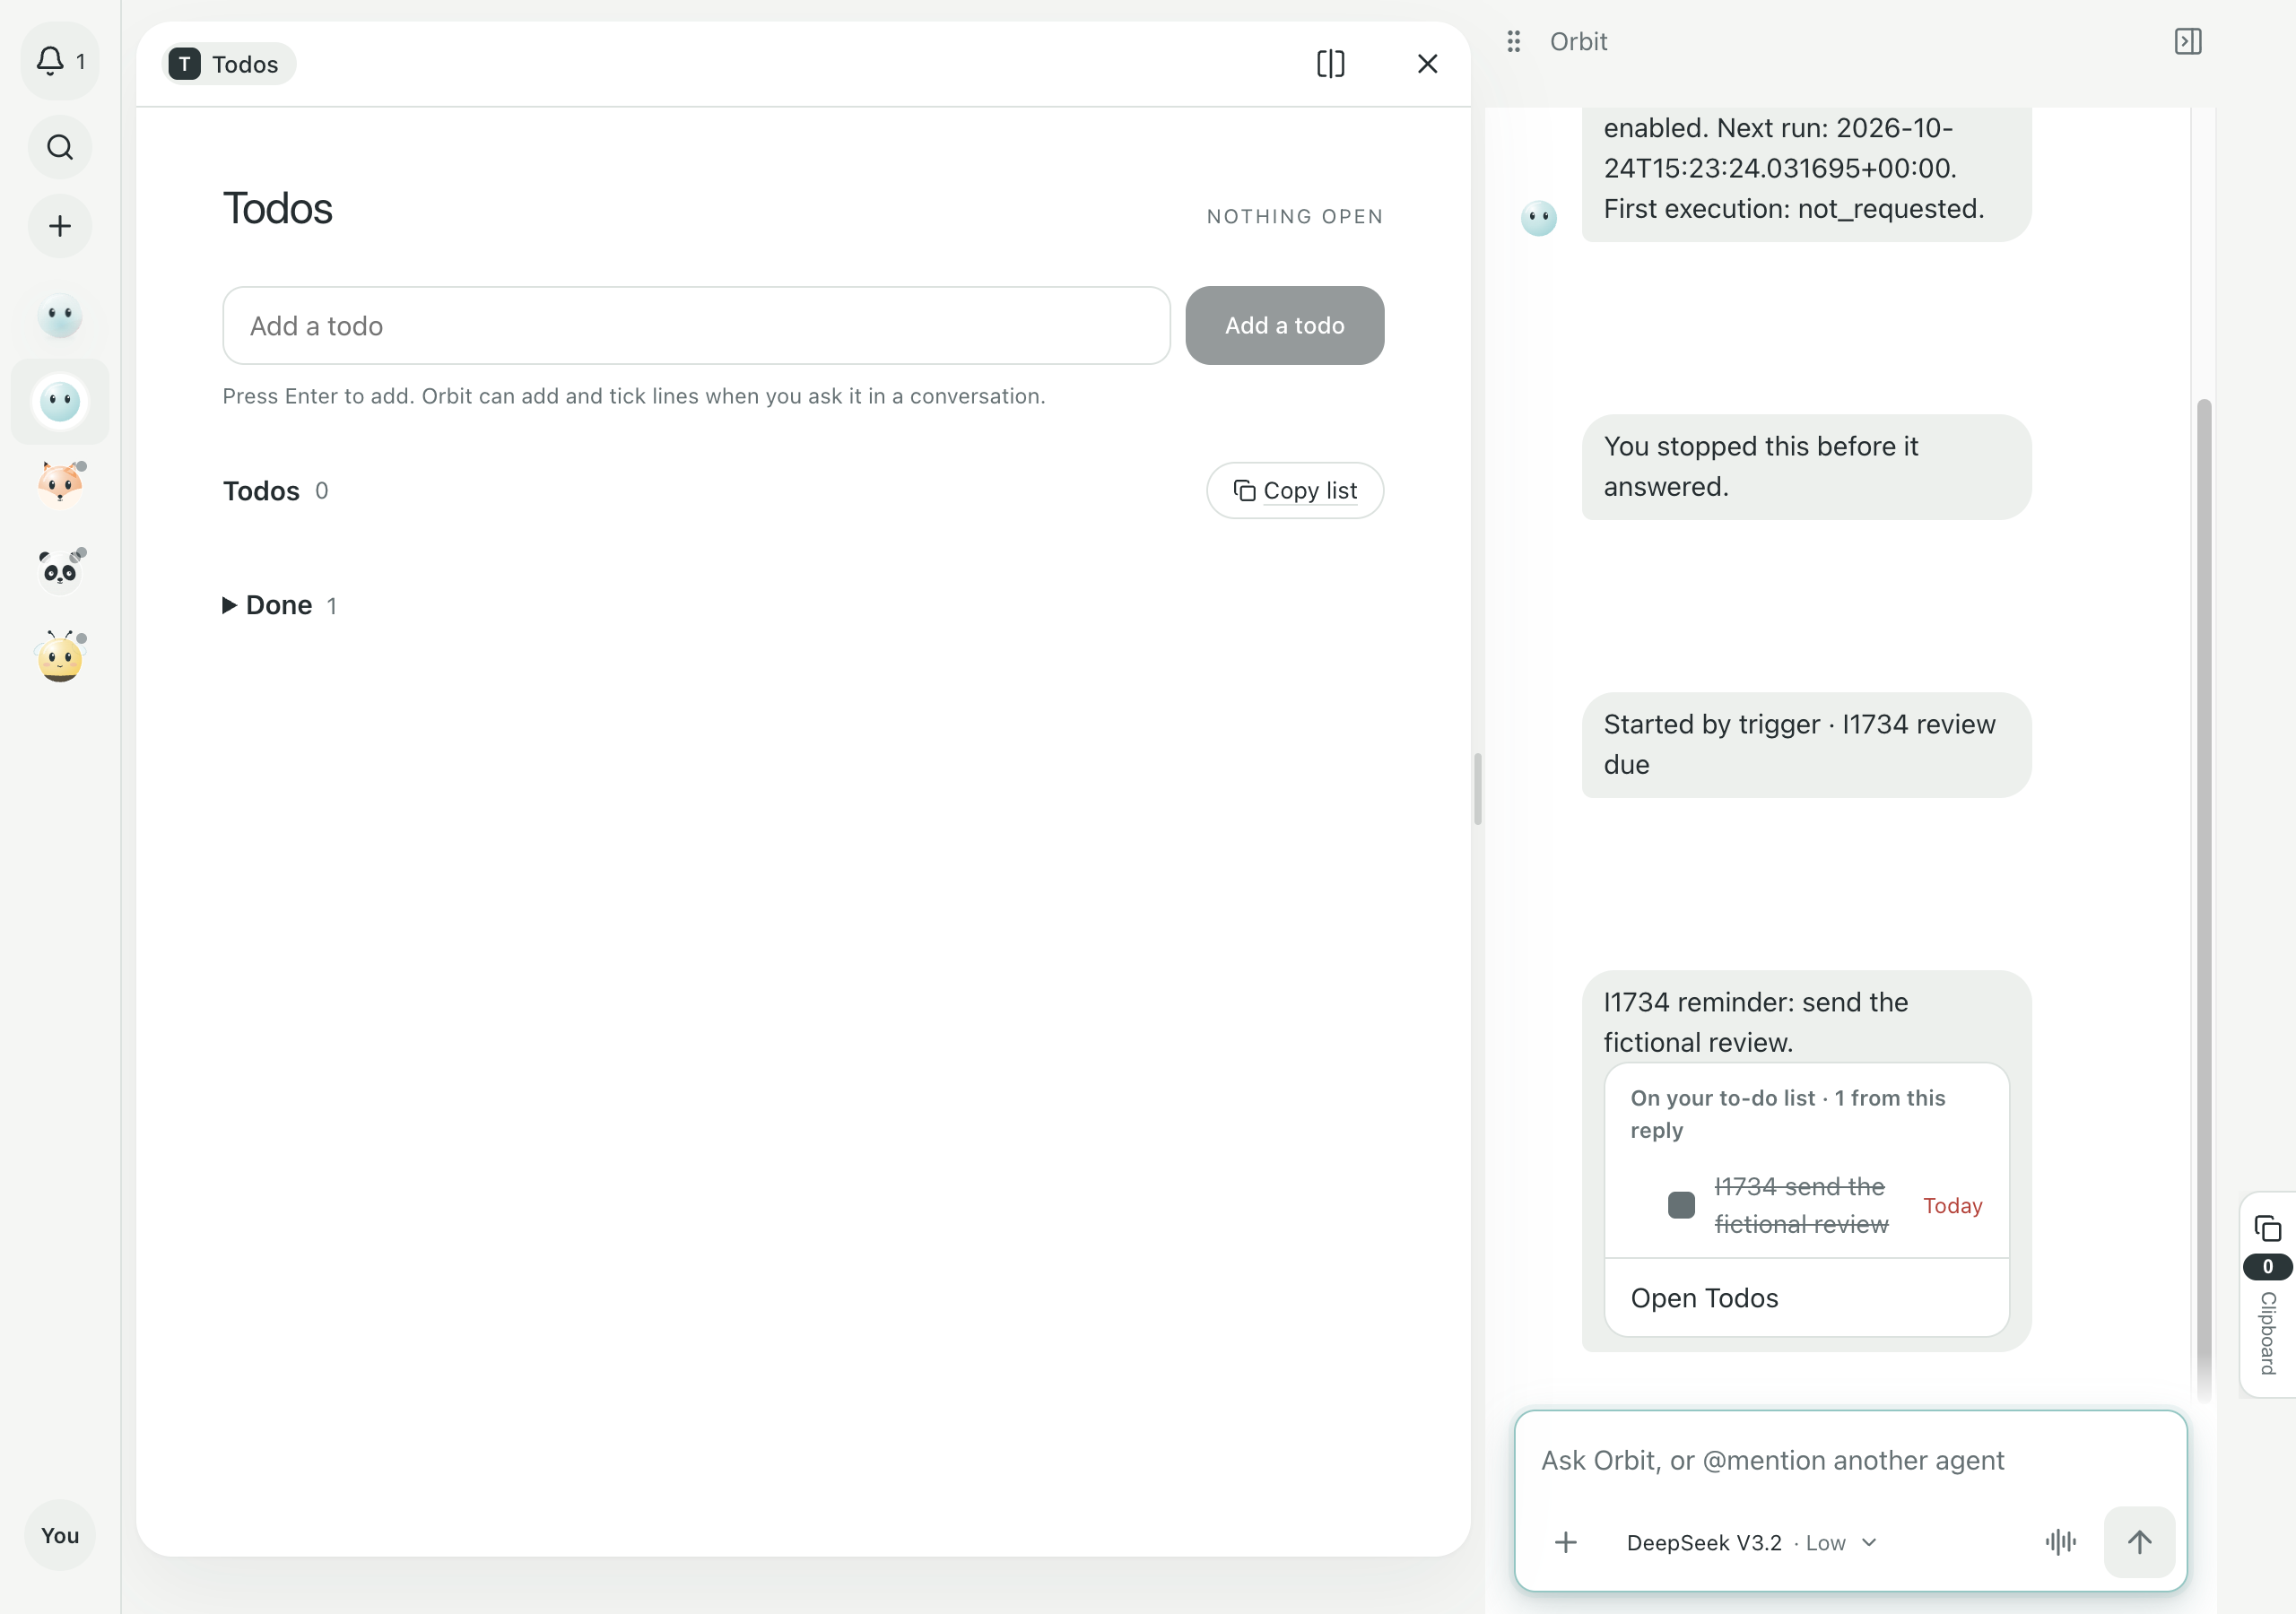 1
T Todos
Orbit
Todos
NOTHING OPEN
Add a todo
Add a todo
Press Enter to add. Orbit can add and tick lines when you ask it in a conversation.
Todos 0
Copy list
Done 1
You
enabled. Next run: 2026-10-
24T15:23:24.031695+00:00.
First execution: not_requested.
You stopped this before it
answered.
Started by trigger · I1734 review
due
I1734 reminder: send the
fictional review.
On your to-do list · 1 from this
reply
I1734 send the
fictional review
Today
Open Todos
0
Clipboard
Ask Orbit, or @mention another agent
DeepSeek V3.2 · Low